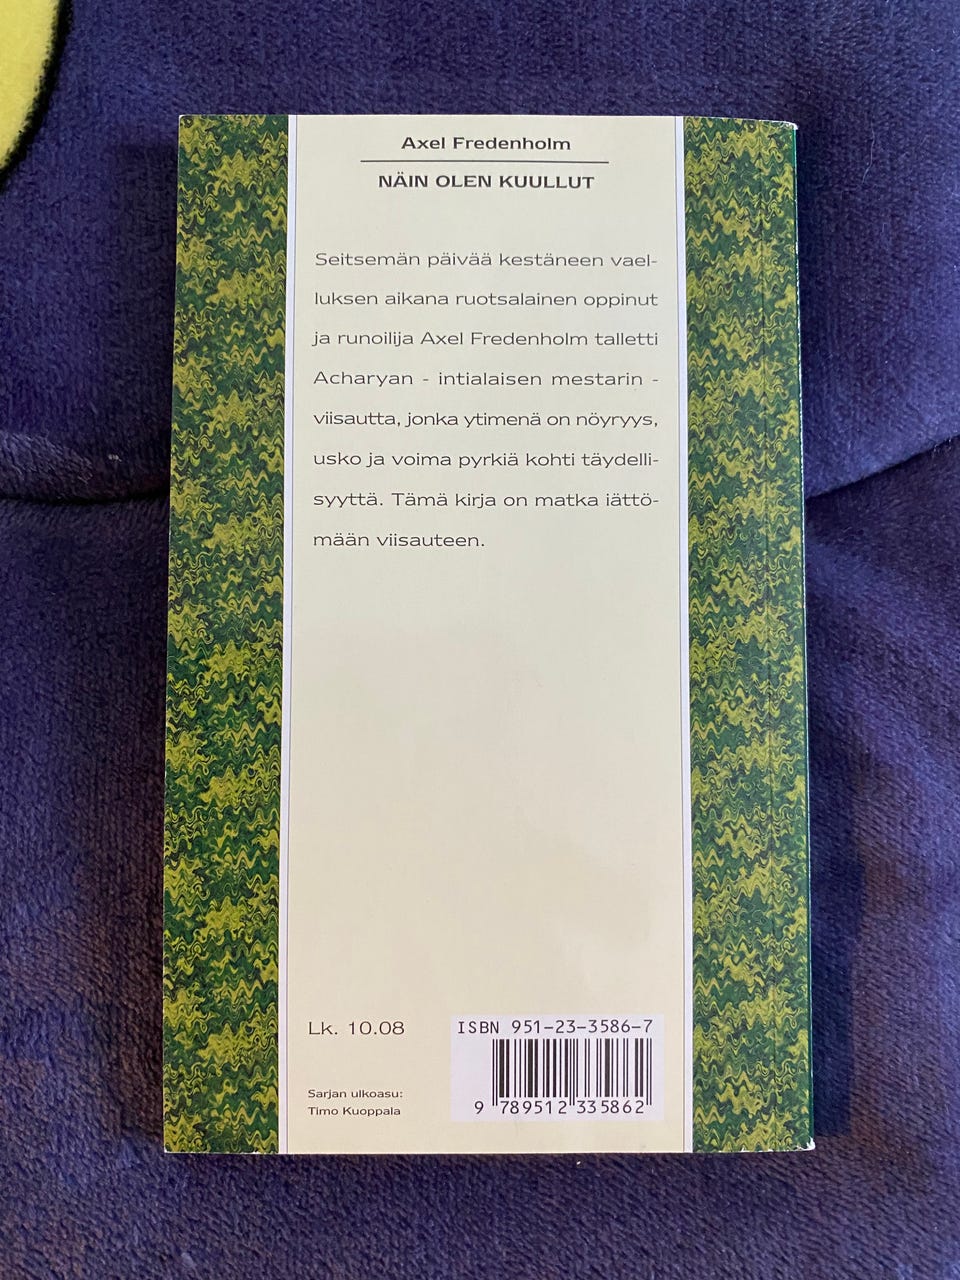 Axel Fredenholm
NÄIN OLEN KUULLUT
Seitsemän päivää kestäneen vael-
luksen aikana ruotsalainen oppinut
ja runoilija Axel Fredenholm talletti
Acharyan - intialaisen mestarin -
viisautta, jonka ytimenä on nöyryys,
usko ja voima pyrkiä kohti täydelli-
syyttä. Tämä kirja on matka iättö-
mään viisauteen.
Lk. 10.08
Sarjan ulkoasu:
Timo Kuoppala
ISBN 951-23-3586-7
9 789512 335862